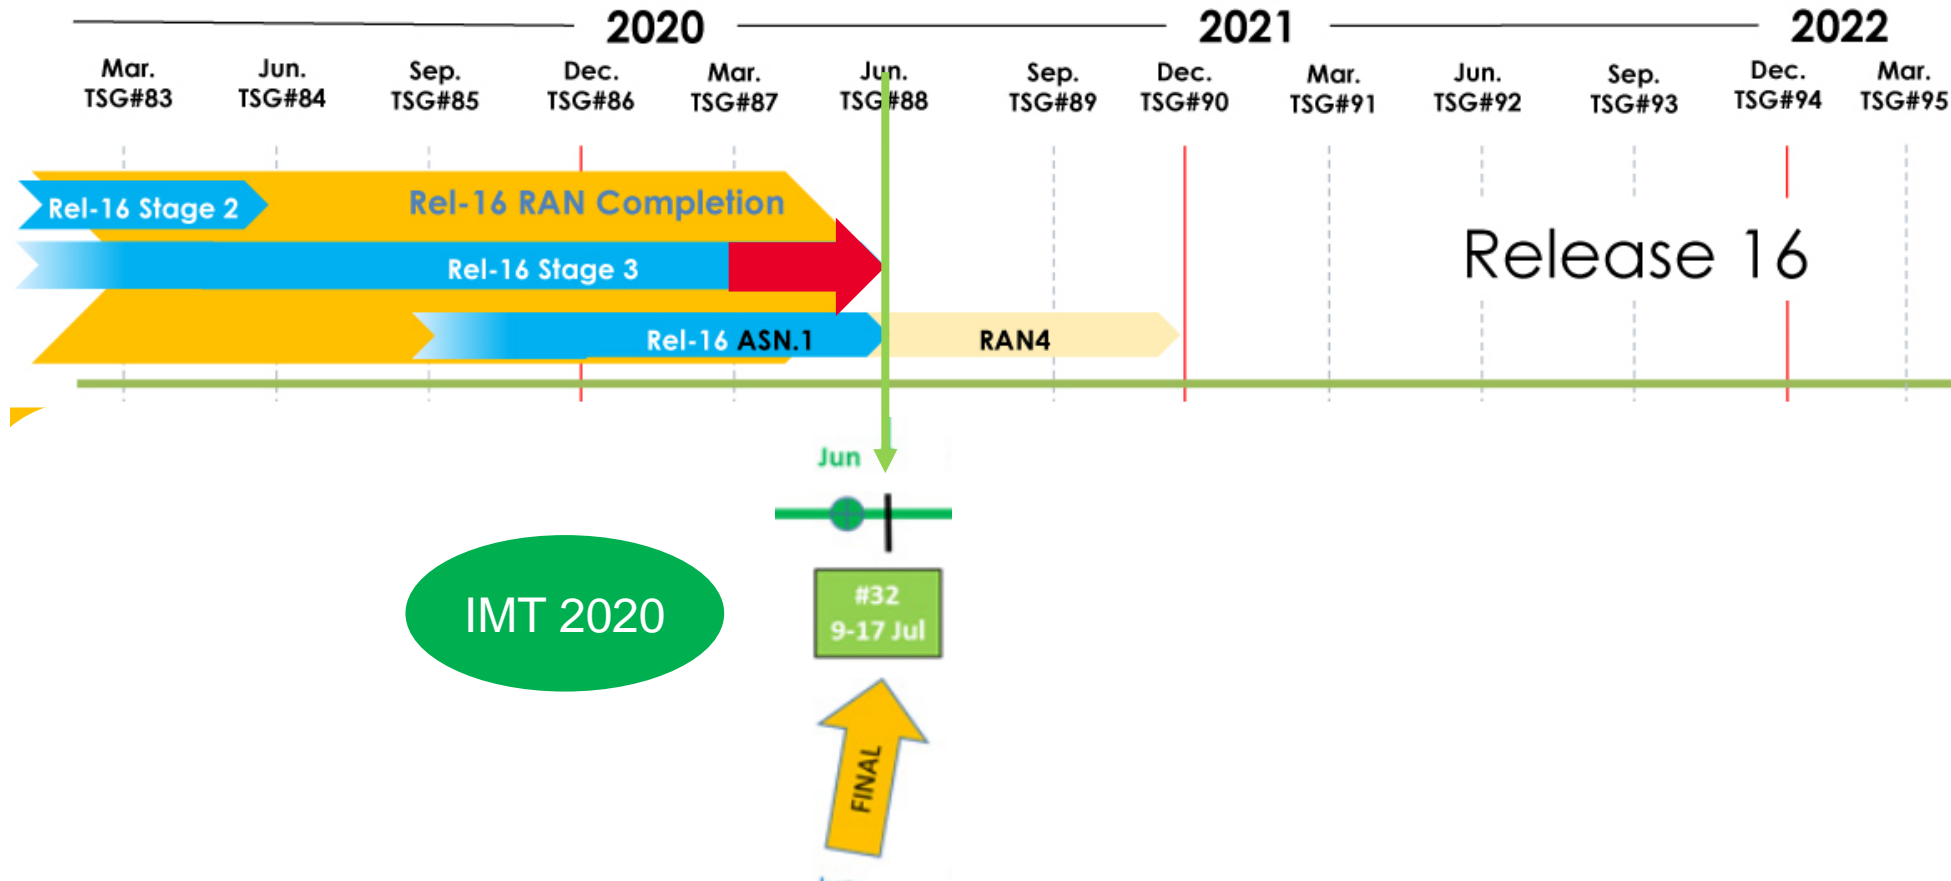 2020
2021
2022
Mar.
TSG#83
Jun.
TSG#84
Sep.
TSG#85
Dec.
TSG#86
Mar.
TSG#87
Jun.
TSG#88
Sep.
TSG#89
Dec.
TSG#90
Mar.
TSG#91
Jun.
TSG#92
Sep.
TSG#93
Dec.
TSG#94
Mar.
TSG#95
Rel-16 Stage 2
Rel-16 RAN Completion
Rel-16 Stage 3
Release 16
Rel-16 ASN.1
RAN4
Jun
IMT 2020
#32
9-17 Jul
FINAL